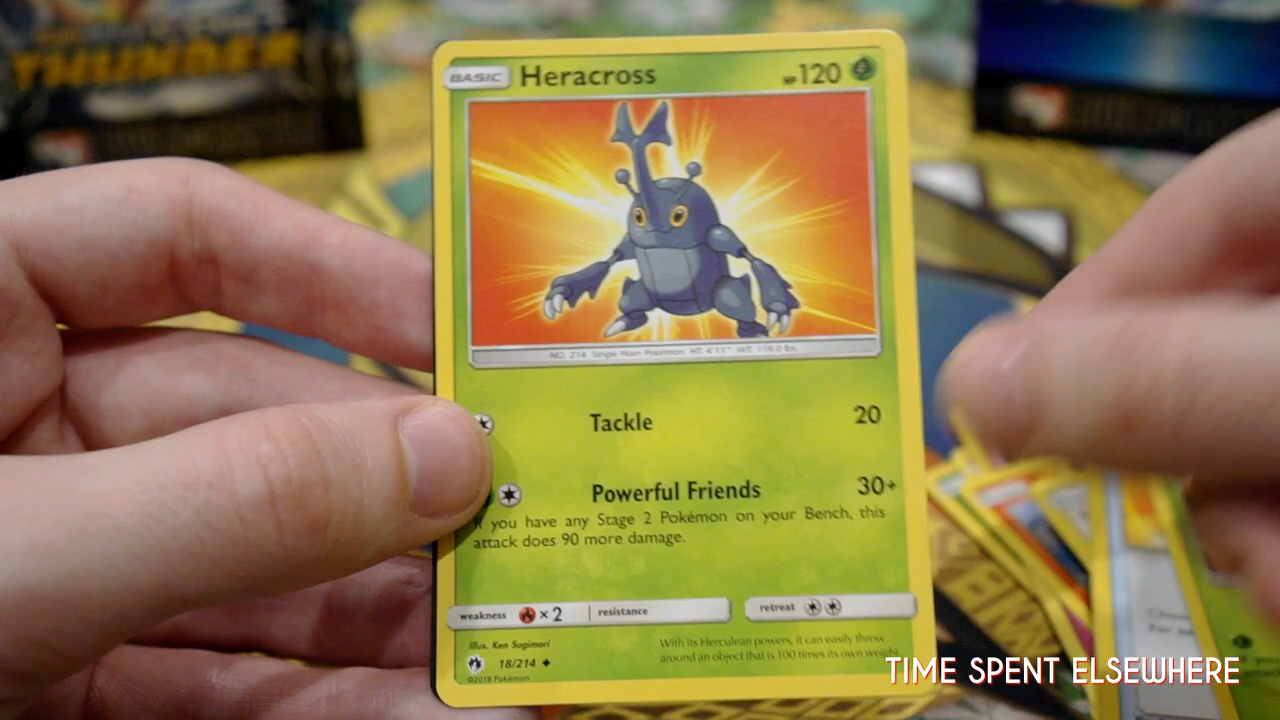 THUNDER
BASIC Heracross HP 120
NO. 214 Single Horn Pokémon HT: 4'11" WT: 119.0 lbs.
Tackle 20
Powerful Friends 30+
If you have any Stage 2 Pokémon on your Bench, this
attack does 90 more damage.
weakness ×2 resistance retreat
Illus. Ken Sugimori
18/214
©2018 Pokémon
With its Herculean powers, it can easily throw
around an object that is 100 times its own weight.
TIME SPENT ELSEWHERE